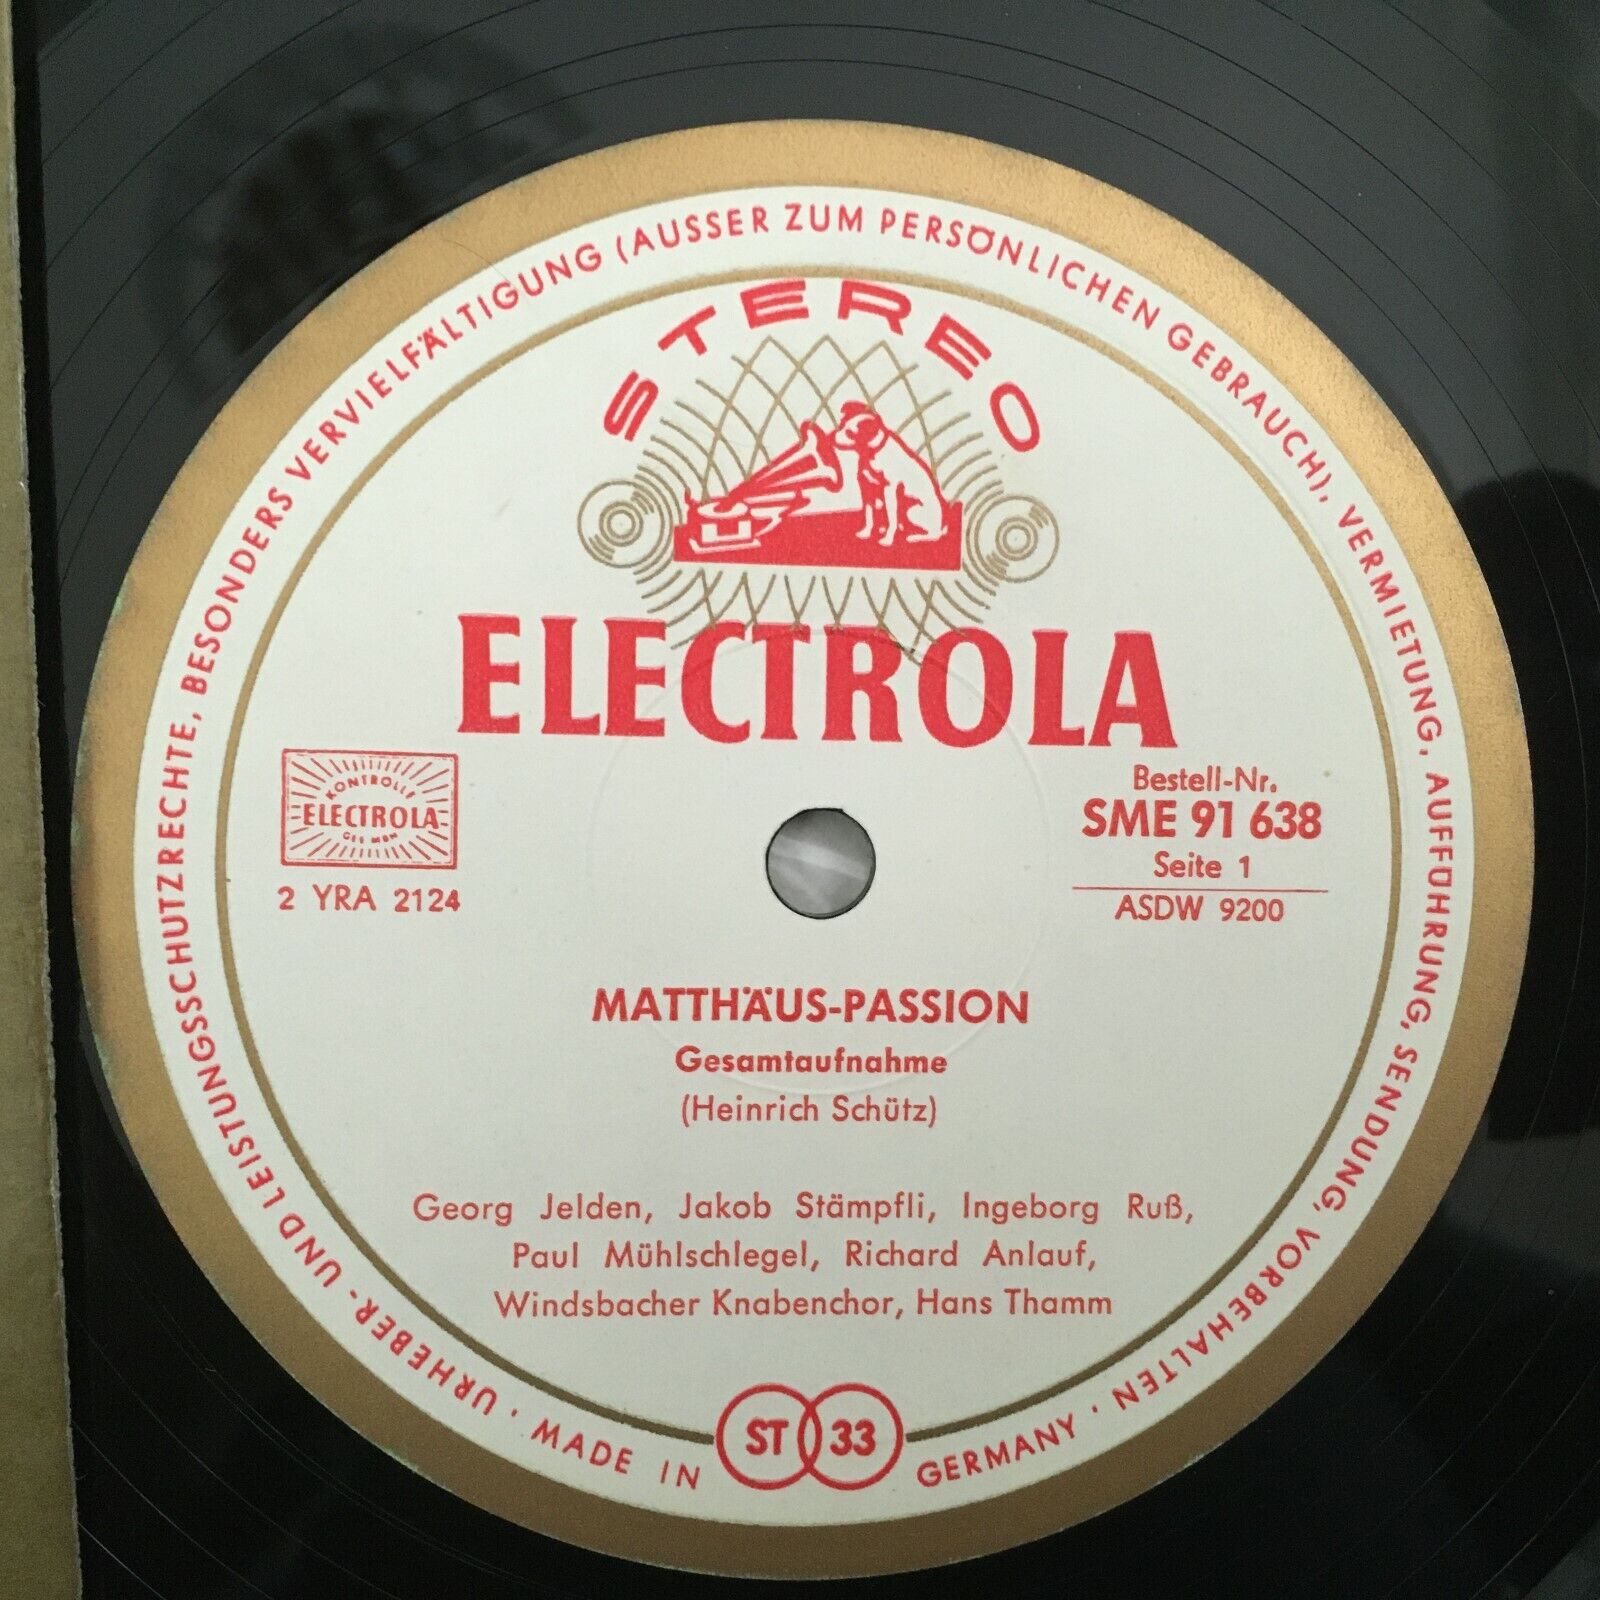 URHEBER- UND LEISTUNGSSCHUTZRECHTE, BESONDERS VERVIELFÄLTIGUNG (AUSSER ZUM PERSÖNLICHEN GEBRAUCH), VERMIETUNG, AUFFÜHRUNG, SENDUNG, VORBEHALTEN ·
STEREO
ELECTROLA
KONTROLLE
ELECTROLA
GES MBH
2 YRA 2124
Bestell-Nr.
SME 91 638
Seite 1
ASDW 9200
MATTHÄUS-PASSION
Gesamtaufnahme
(Heinrich Schütz)
Georg Jelden, Jakob Stämpfli, Ingeborg Ruß,
Paul Mühlschlegel, Richard Anlauf,
Windsbacher Knabenchor, Hans Thamm
ST 33
· MADE IN GERMANY ·